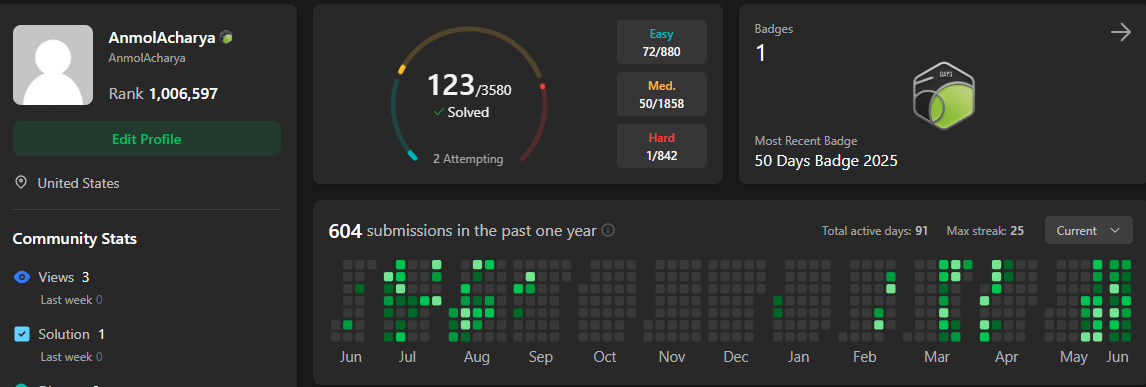 AnmolAcharya
AnmolAcharya
Rank 1,006,597
Edit Profile
United States
Community Stats
Views 3
Last week 0
Solution 1
Last week 0
123/3580
Solved
2 Attempting
Easy
72/880
Med.
50/1858
Hard
1/842
Badges
1
DAYS
Most Recent Badge
50 Days Badge 2025
604 submissions in the past one year
Total active days: 91 Max streak: 25 Current
Jun Jul Aug Sep Oct Nov Dec Jan Feb Mar Apr May Jun